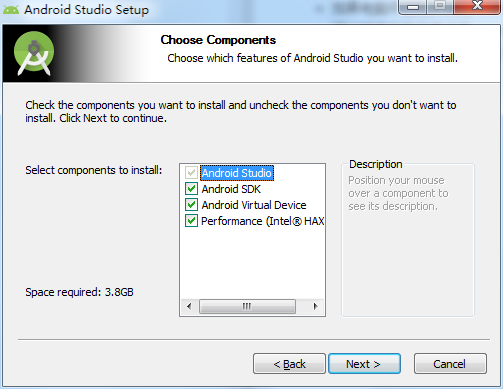 Android Studio Setup
Choose Components
Choose which features of Android Studio you want to install.
Check the components you want to install and uncheck the components you don't want to
install. Click Next to continue.
Select components to install:
Android Studio
Android SDK
Android Virtual Device
Performance (Intel® HAX
Description
Position your mouse
over a component to
see its description.
Space required: 3.8GB
< Back
Next >
Cancel